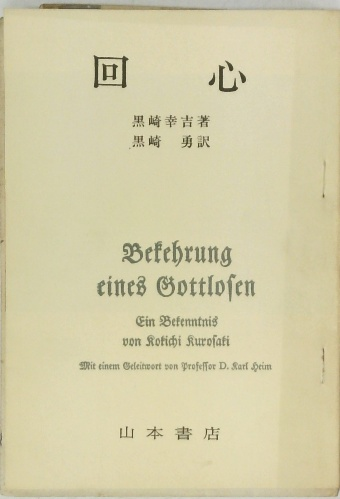 回心
黒崎幸吉著
黒崎 勇訳
Bekehrung
eines Gottlosen
Ein Bekenntnis
von Kokichi Kurosaki
Mit einem Geleitwort von Professor D. Karl Heim
山本書店